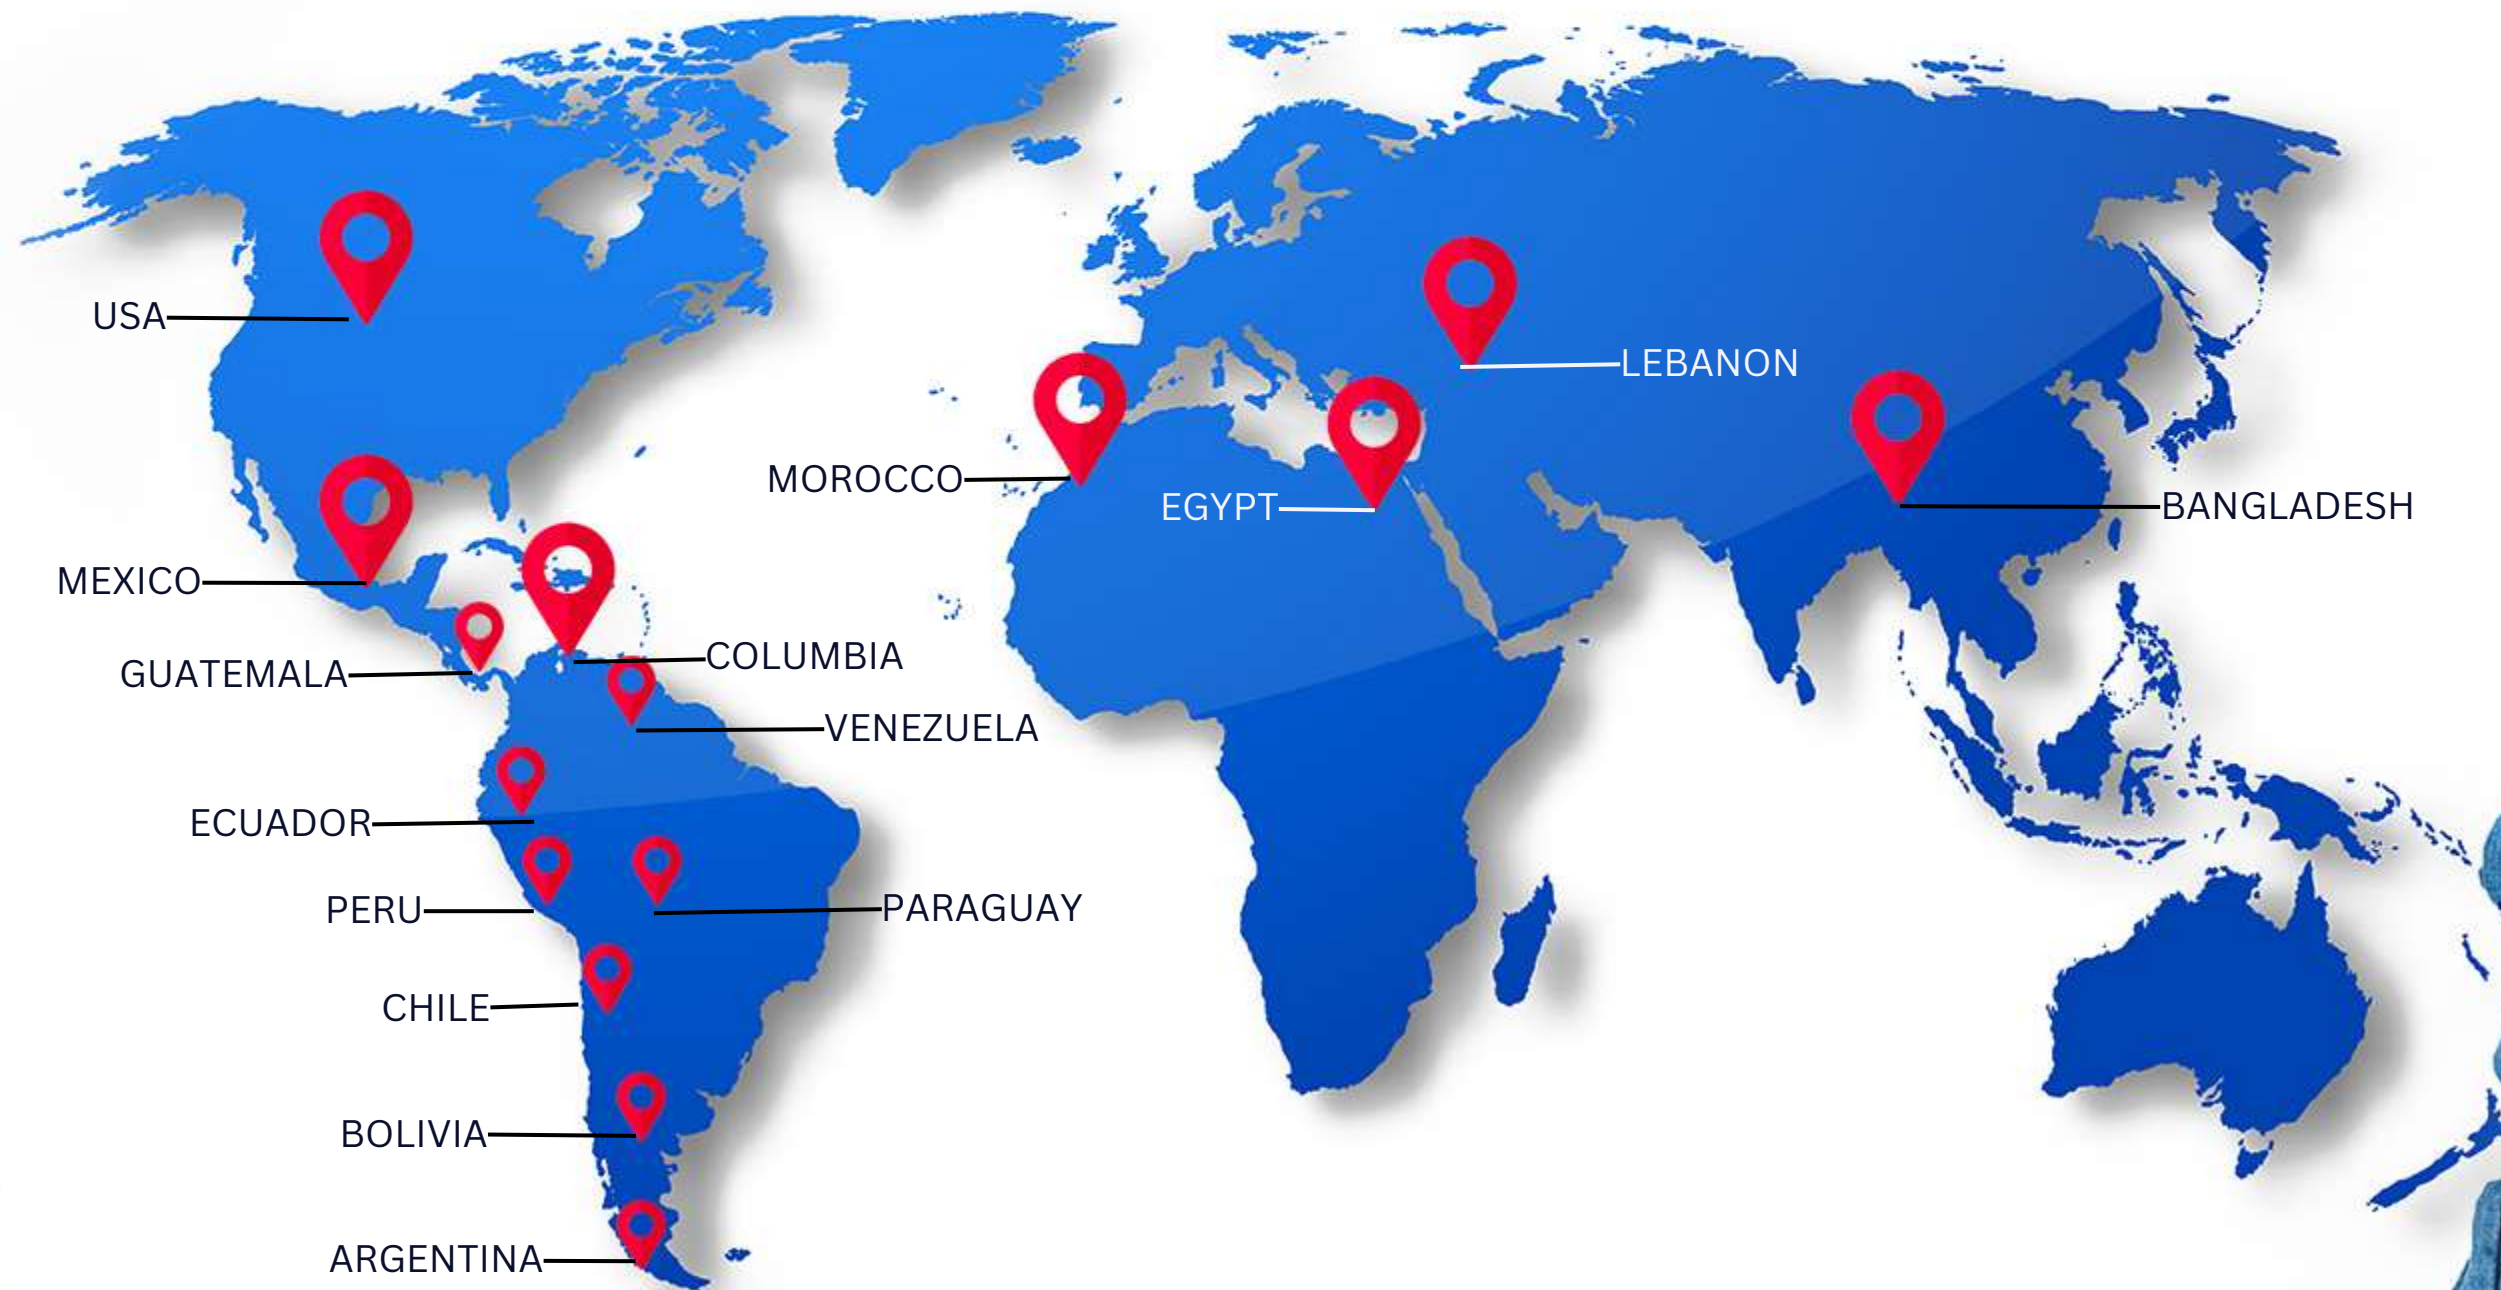 USA
LEBANON
MOROCCO
EGYPT
BANGLADESH
MEXICO
COLUMBIA
GUATEMALA
VENEZUELA
ECUADOR
PERU
PARAGUAY
CHILE
BOLIVIA
ARGENTINA